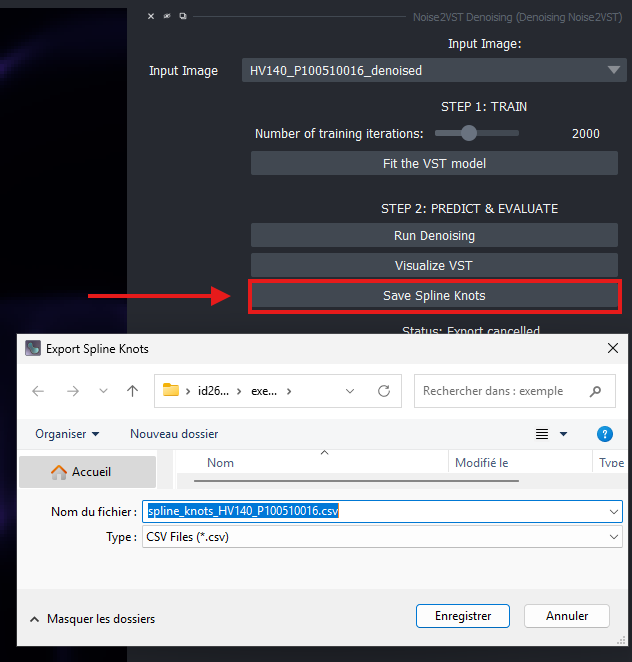 Noise2VST Denoising (Denoising Noise2VST)
Input Image:
Input Image HV140_P100510016_denoised
STEP 1: TRAIN
Number of training iterations: 2000
Fit the VST model
STEP 2: PREDICT & EVALUATE
Run Denoising
Visualize VST
Save Spline Knots
Status: Export cancelled
Export Spline Knots
id26... exe... Rechercher dans : exemple
Organiser Nouveau dossier ?
Accueil Nom Modifié le Type
Nom du fichier : spline_knots_HV140_P100510016.csv
Type : CSV Files (*.csv)
Masquer les dossiers Enregistrer Annuler